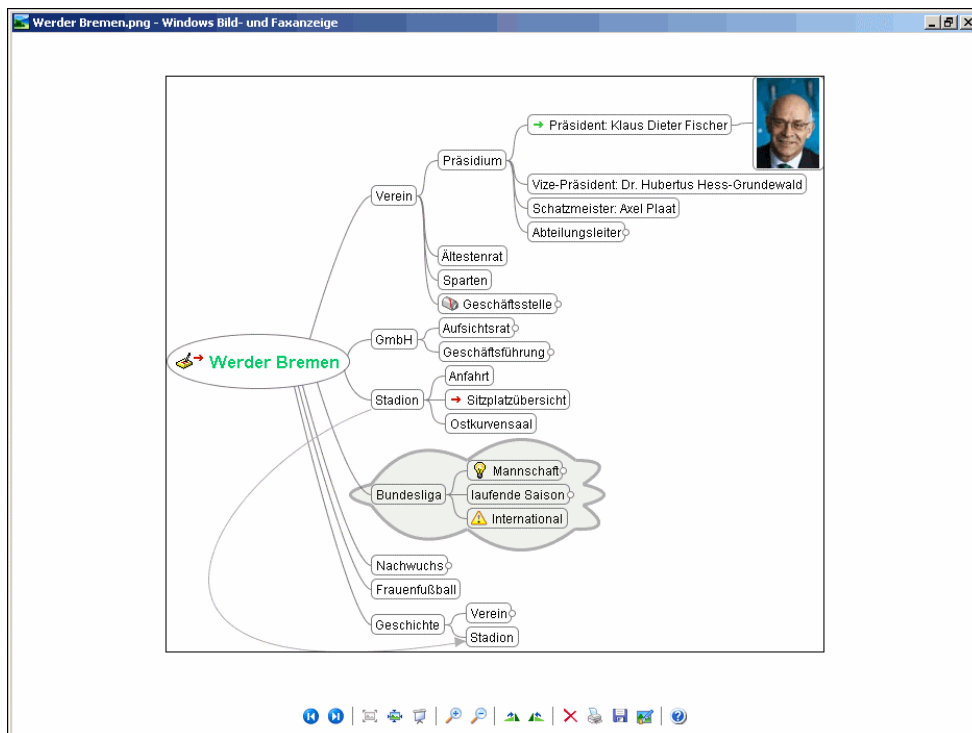 Werder Bremen.png - Windows Bild- und Faxanzeige
Präsident: Klaus Dieter Fischer
Präsidium
Vize-Präsident: Dr. Hubertus Hess-Grundewald
Verein
Schatzmeister: Axel Plaat
Abteilungsleiter
Ältestenrat
Sparten
Geschäftsstelle
Aufsichtsrat
GmbH
Geschäftsführung
Werder Bremen
Anfahrt
Stadion
Sitzplatzübersicht
Ostkurvensaal
Mannschaft
Bundesliga
laufende Saison
International
Nachwuchs
Frauenfußball
Verein
Geschichte
Stadion